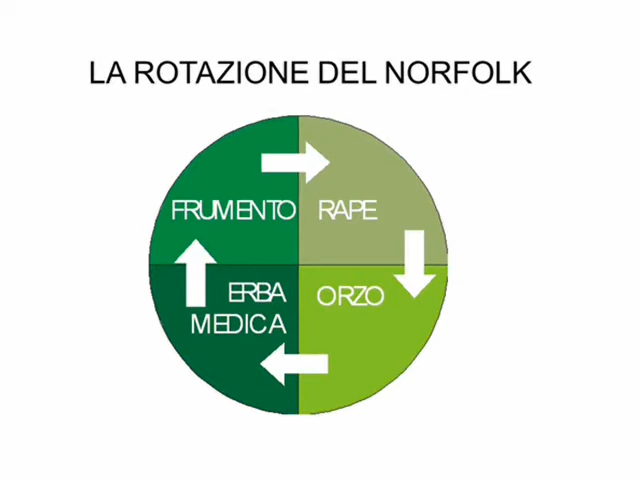 LA ROTAZIONE DEL NORFOLK
FRUMENTO
RAPE
ERBA
MEDICA
ORZO